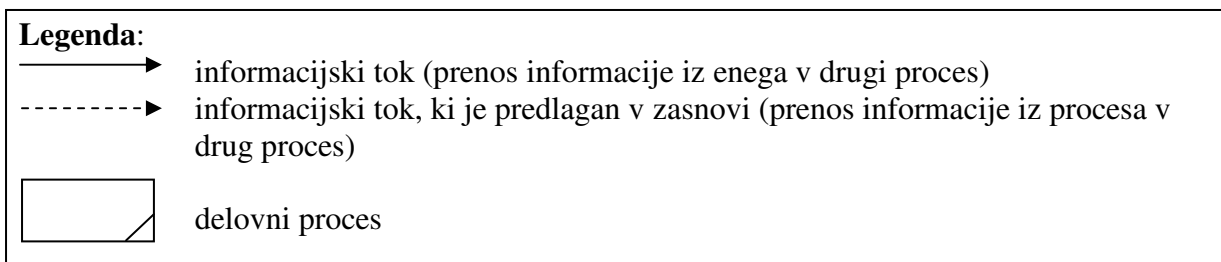 Legenda:
informacijski tok (prenos informacije iz enega v drugi proces)
informacijski tok, ki je predlagan v zasnovi (prenos informacije iz procesa v
drug proces)
delovni proces